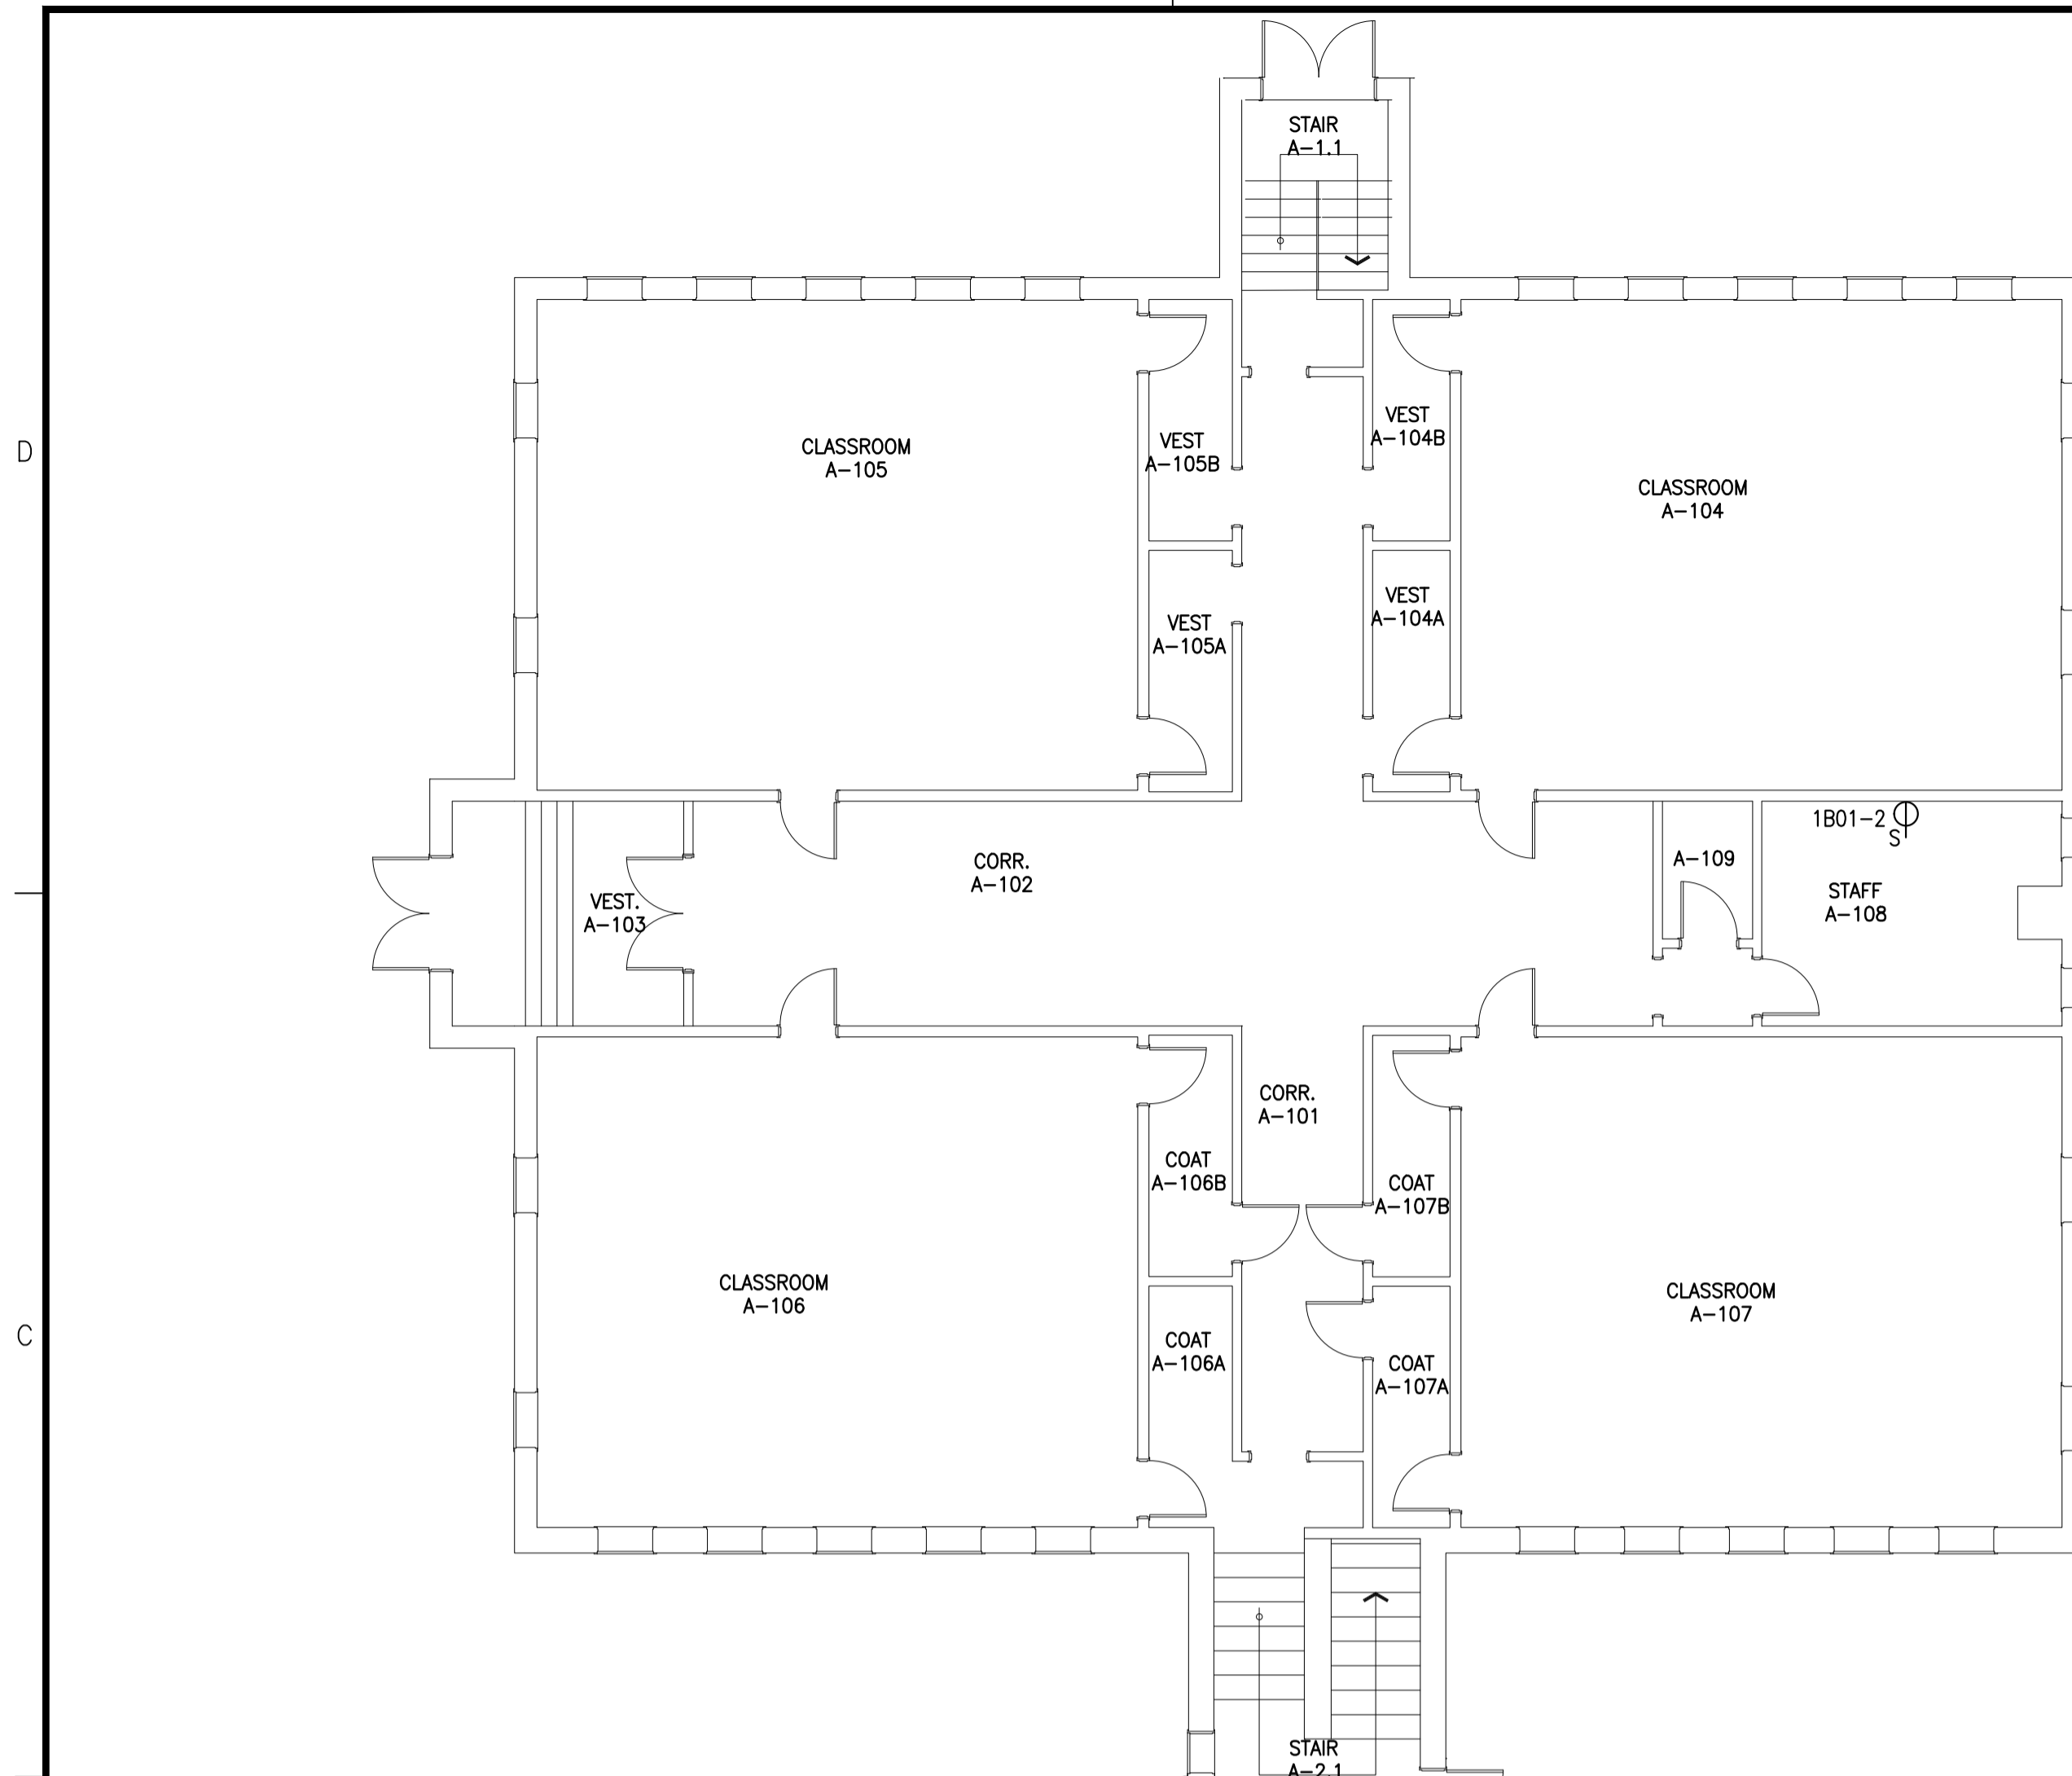 STAIR
A-1.1
D
CLASSROOM
A-105
VEST
A-105B
VEST
A-104B
CLASSROOM
A-104
VEST
A-105A
VEST
A-104A
1B01-2
S
A-109
CORR.
A-102
VEST.
A-103
STAFF
A-108
CORR.
A-101
COAT
A-106B
COAT
A-107B
CLASSROOM
A-106
CLASSROOM
A-107
C
COAT
A-106A
COAT
A-107A
STAIR
A-2.1